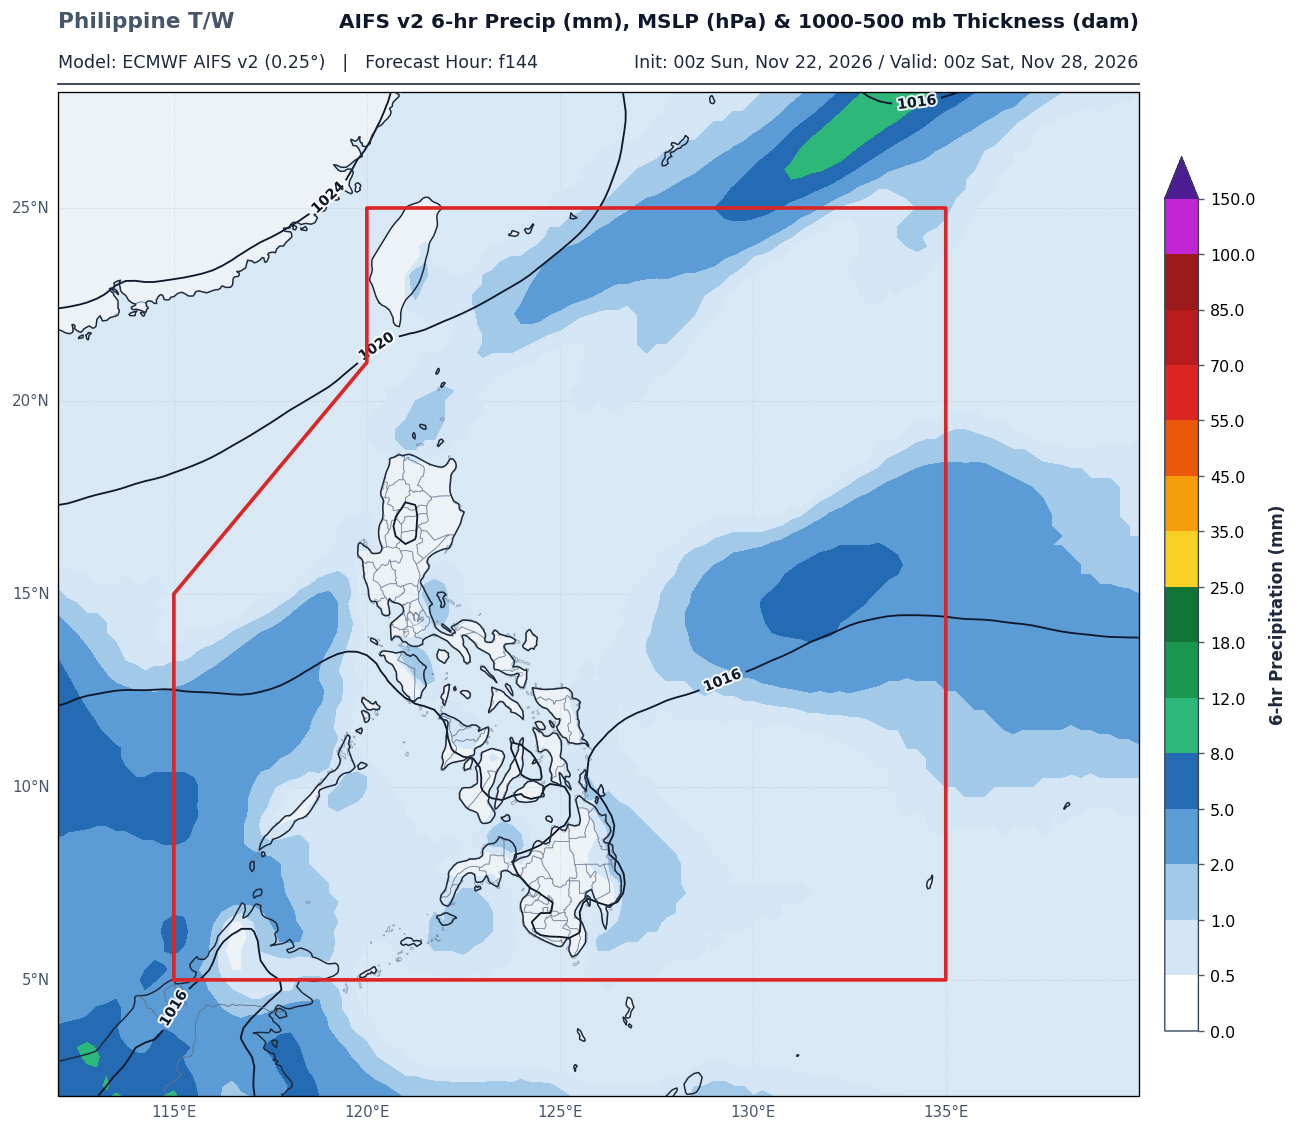 Philippine T/W
AIFS v2 6-hr Precip (mm), MSLP (hPa) & 1000-500 mb Thickness (dam)
Model: ECMWF AIFS v2 (0.25°) | Forecast Hour: f144
Init: 00z Sun, Nov 22, 2026 / Valid: 00z Sat, Nov 28, 2026
1016
1024
1020
1016
1016
25°N
20°N
15°N
10°N
5°N
115°E
120°E
125°E
130°E
135°E
150.0
100.0
85.0
70.0
55.0
45.0
35.0
25.0
18.0
12.0
8.0
5.0
2.0
1.0
0.5
0.0
6-hr Precipitation (mm)